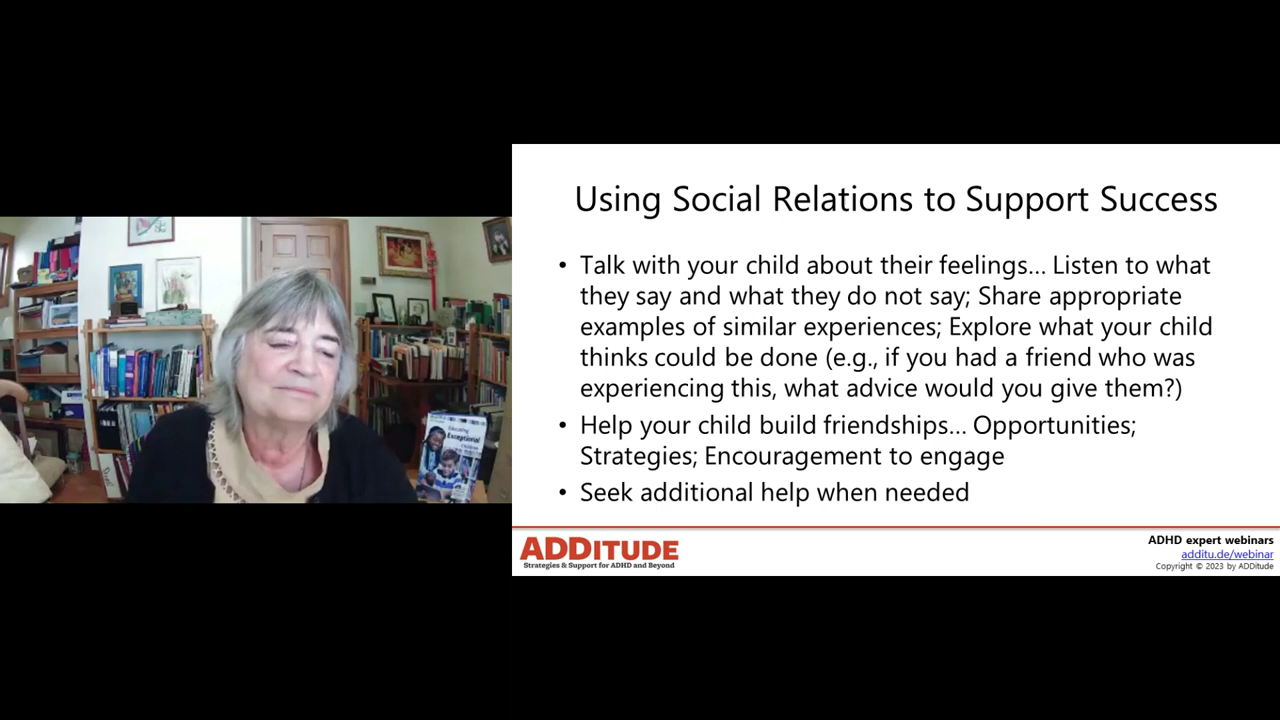 Using Social Relations to Support Success
• Talk with your child about their feelings... Listen to what
they say and what they do not say; Share appropriate
examples of similar experiences; Explore what your child
thinks could be done (e.g., if you had a friend who was
experiencing this, what advice would you give them?)
• Help your child build friendships... Opportunities;
Strategies; Encouragement to engage
• Seek additional help when needed
ADDITUDE
Strategies & Support for ADHD and Beyond
ADHD expert webinars
additu.de/webinar
Copyright © 2023 by ADDitude
Educating
Exceptional
Children